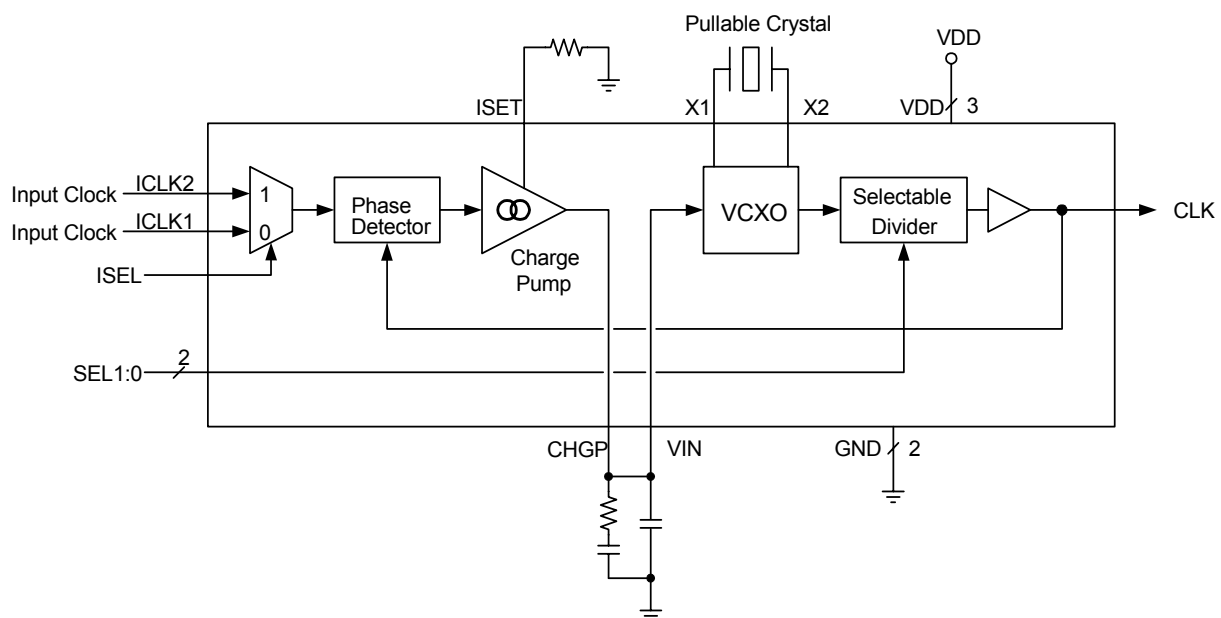 Pullable Crystal
VDD
ISET
X1
X2
VDD
3
Input Clock
ICLK2
1
Input Clock
ICLK1
0
ISEL
Phase
Detector
Charge
Pump
VCXO
Selectable
Divider
CLK
SEL1:0
2
CHGP
VIN
GND
2